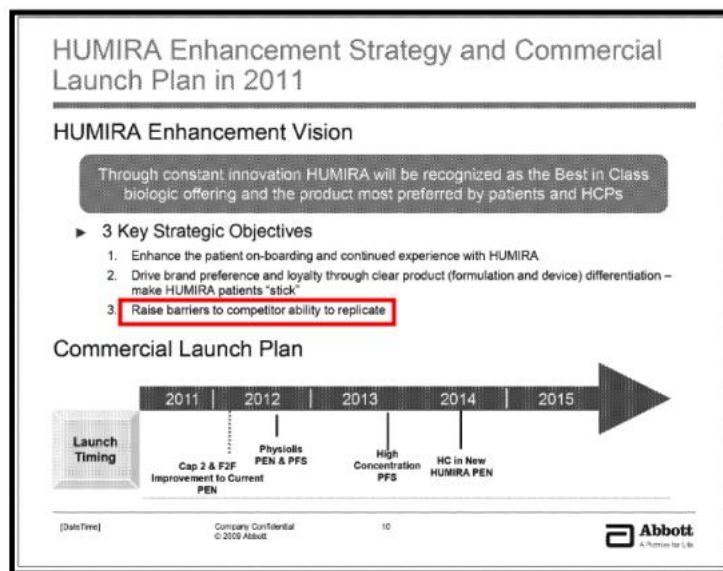 HUMIRA Enhancement Strategy and Commercial
Launch Plan in 2011
HUMIRA Enhancement Vision
Through constant innovation HUMIRA will be recognized as the Best in Class
biologic offering and the product most preferred by patients and HCPs
► 3 Key Strategic Objectives
1. Enhance the patient on-boarding and continued experience with HUMIRA
2. Drive brand preference and loyalty through clear product (formulation and device) differentiation –
make HUMIRA patients “stick”
3. Raise barriers to competitor ability to replicate
Commercial Launch Plan
2011 2012 2013 2014 2015
Launch
Timing
Cap 2 & F2F
Improvement to Current
PEN
Physiolis
PEN & PFS
High
Concentration
PFS
HC in New
HUMIRA PEN
[DateTime]
Company Confidential
© 2009 Abbott
10
Abbott
A Promise for Life